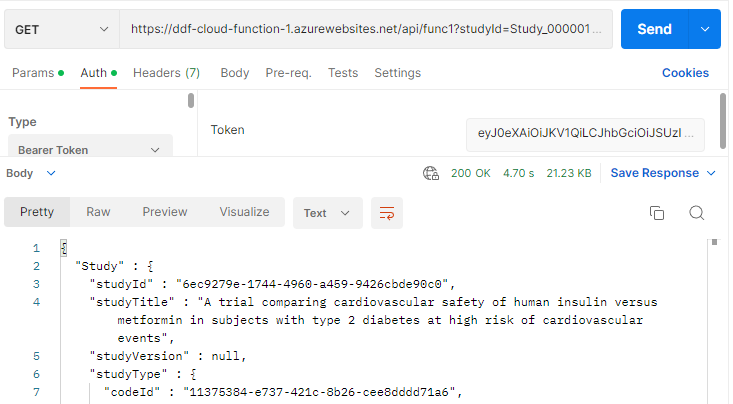 GET https://ddf-cloud-function-1.azurewebsites.net/api/func1?studyId=Study_000001 ... Send
Params Auth Headers (7) Body Pre-req. Tests Settings Cookies
Type
Token eyJ0eXAiOiJKV1QiLCJhbGciOiJSUzI ...
Bearer Token
Body 200 OK 4.70 s 21.23 KB Save Response
Pretty Raw Preview Visualize Text
1 {
2 "Study" : {
3 "studyId" : "6ec9279e-1744-4960-a459-9426cbde90c0",
4 "studyTitle" : "A trial comparing cardiovascular safety of human insulin versus
metformin in subjects with type 2 diabetes at high risk of cardiovascular
events",
5 "studyVersion" : null,
6 "studyType" : {
7 "codeId" : "11375384-e737-421c-8b26-cee8dddd71a6",